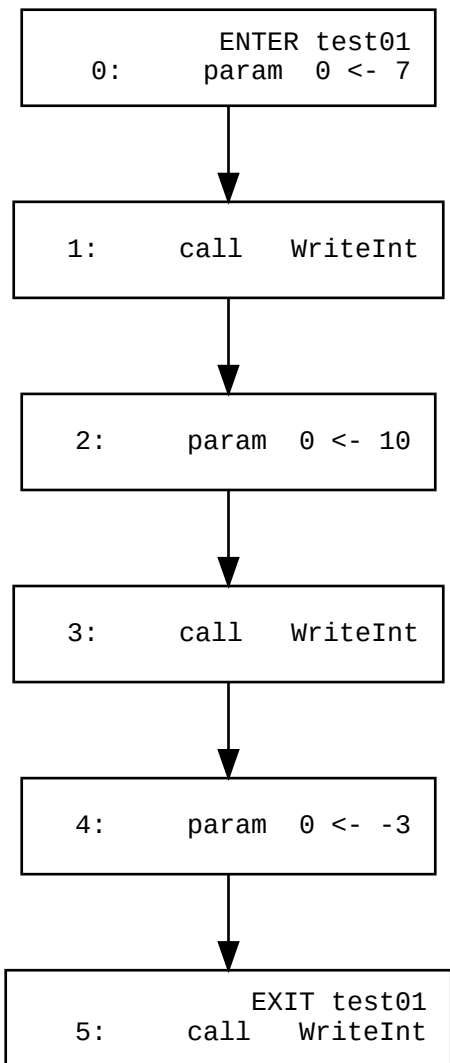 ENTER test01
0: param 0 <- 7
1: call WriteInt
2: param 0 <- 10
3: call WriteInt
4: param 0 <- -3
EXIT test01
5: call WriteInt